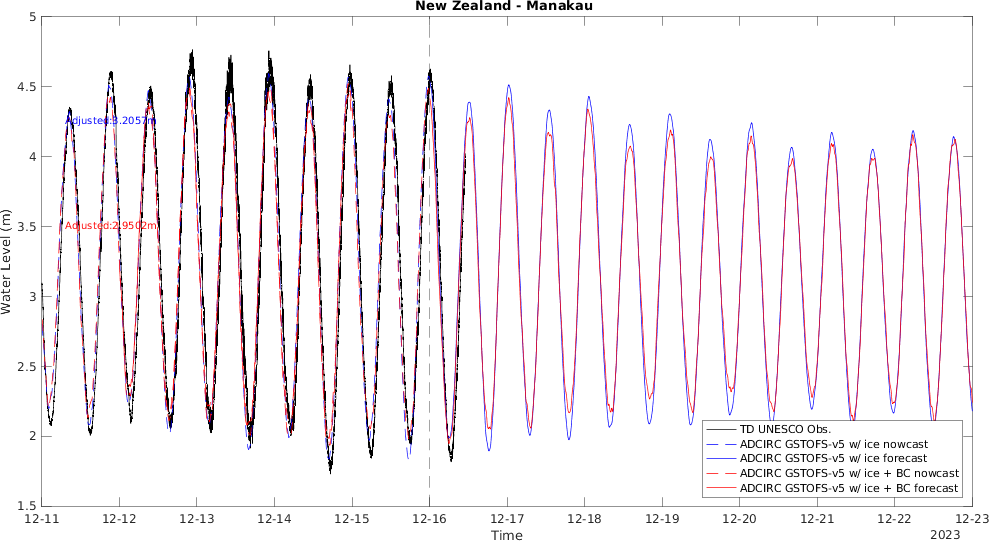 New Zealand - Manakau
5
4.5
4
3.5
3
2.5
2
1.5
Water Level (m)
Adjusted:3.2057m
Adjusted:2.9502m
TD UNESCO Obs.
ADCIRC GSTOFS-v5 w/ ice nowcast
ADCIRC GSTOFS-v5 w/ ice forecast
ADCIRC GSTOFS-v5 w/ ice + BC nowcast
ADCIRC GSTOFS-v5 w/ ice + BC forecast
12-11 12-12 12-13 12-14 12-15 12-16 12-17 12-18 12-19 12-20 12-21 12-22 12-23
Time
2023